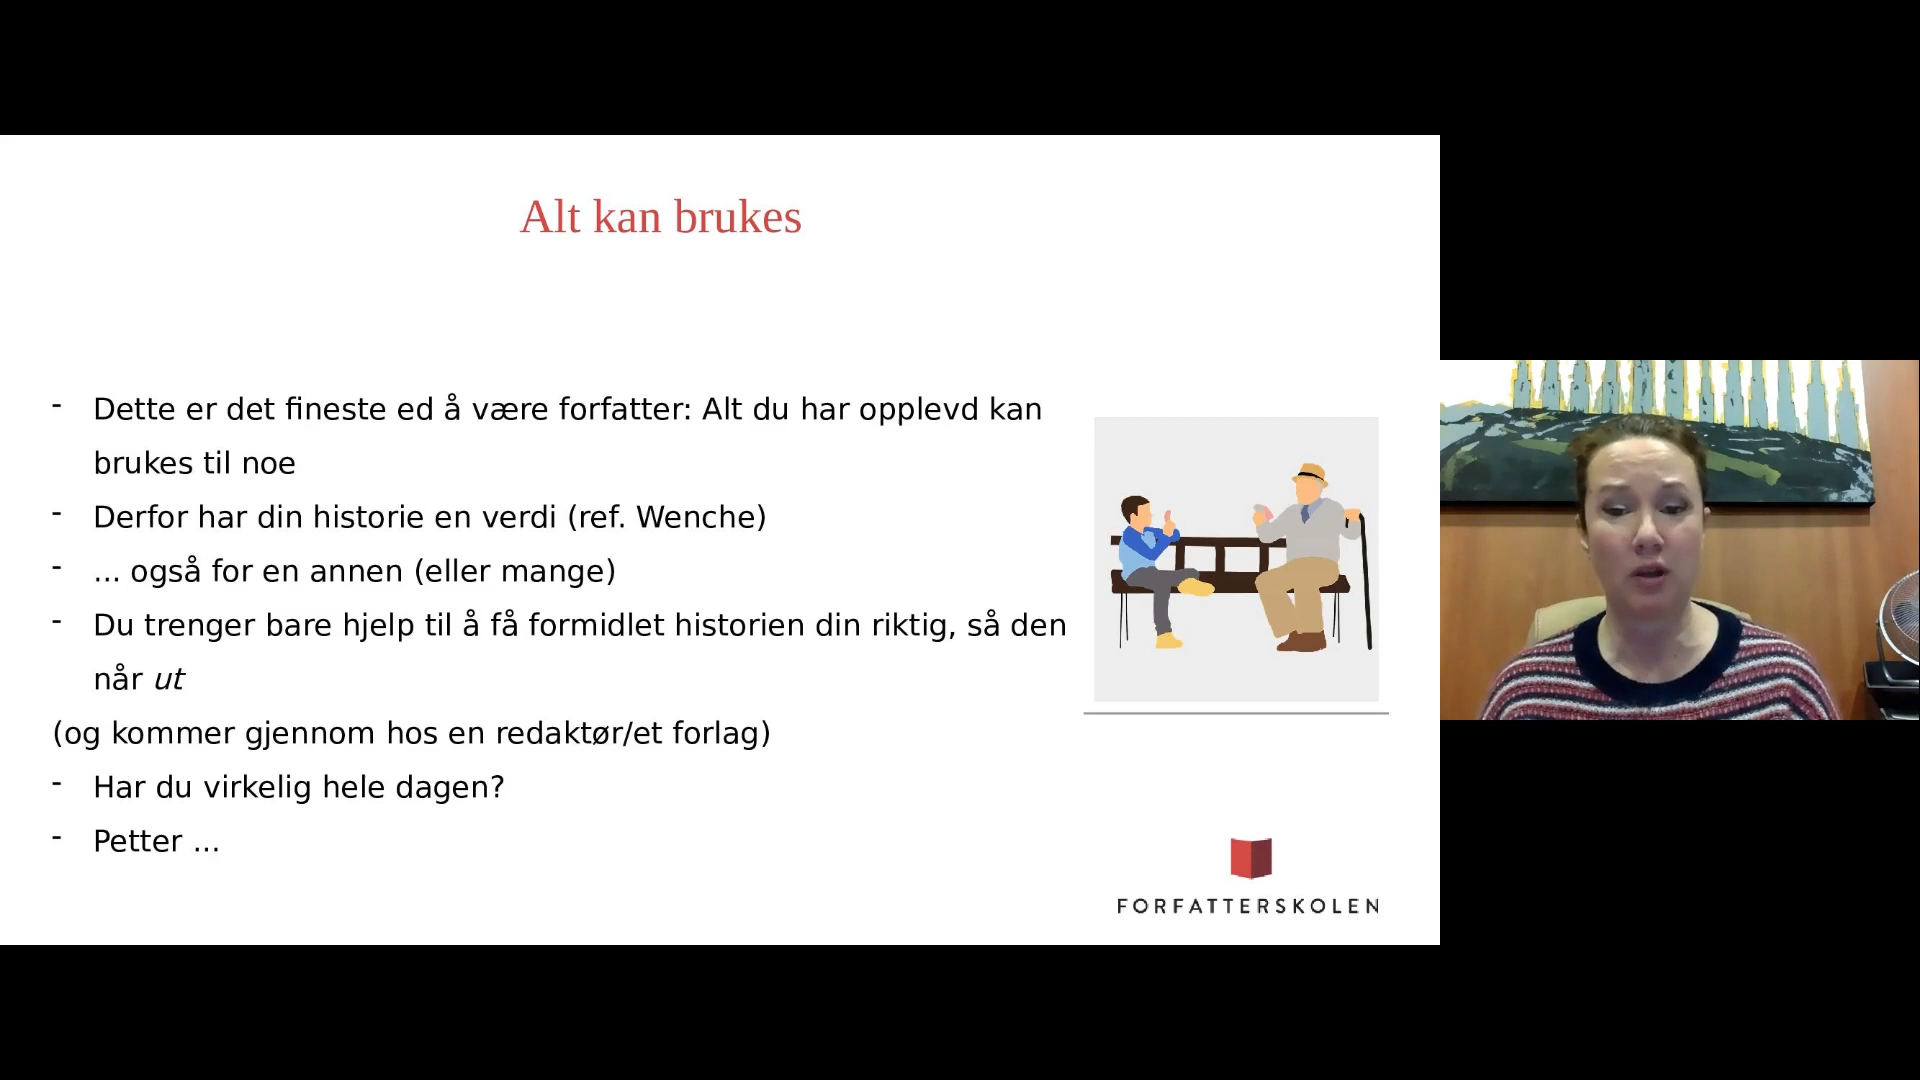 Alt kan brukes
- Dette er det fineste ed å være forfatter: Alt du har opplevd kan
brukes til noe
- Derfor har din historie en verdi (ref. Wenche)
- ... også for en annen (eller mange)
- Du trenger bare hjelp til å få formidlet historien din riktig, så den
når ut
(og kommer gjennom hos en redaktør/et forlag)
- Har du virkelig hele dagen?
- Petter ...
FORFATTERSKOLEN